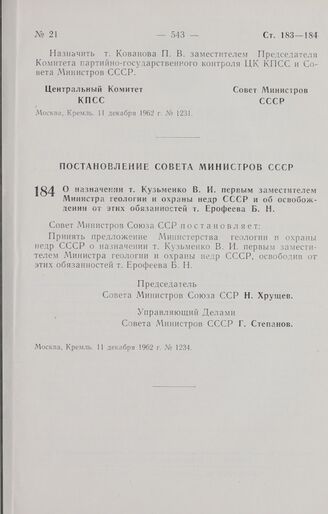 № 21 — 543 — Ст. 183—184
Назначить т. Кованова П. В. заместителем Председателя
Комитета партийно-государственного контроля ЦК КПСС и Со-
вета Министров СССР.
Центральный Комитет Совет Министров
КПСС СССР
Москва, Кремль. 11 декабря 1962 г. № 1231.
ПОСТАНОВЛЕНИЕ СОВЕТА МИНИСТРОВ СССР
184 О назначении т. Кузьменко В. И. первым заместителем
Министра геологии и охраны недр СССР и об освобож-
дении от этих обязанностей т. Ерофеева Б. Н.
Совет Министров Союза ССР постановляет:
Принять предложение Министерства геологии и охраны
недр СССР о назначении т. Кузьменко В. И. первым замести-
телем Министра геологии и охраны недр СССР, освободив от
этих обязанностей т. Ерофеева Б. Н.
Председатель
Совета Министров Союза ССР Н. Хрущев.
Управляющий Делами
Совета Министров СССР Г. Степанов.
Москва, Кремль. 11 декабря 1962 г. № 1234.